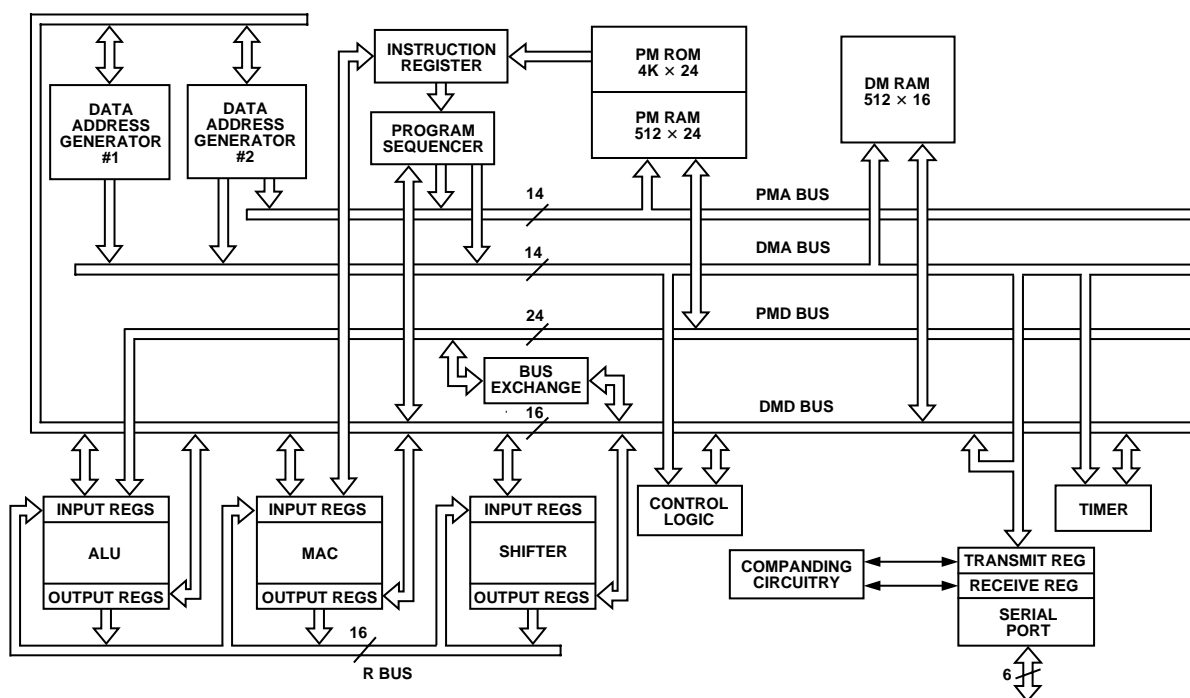 INSTRUCTION
REGISTER
PM ROM
4K × 24
DM RAM
512 × 16
DATA
ADDRESS
GENERATOR
#1
DATA
ADDRESS
GENERATOR
#2
PROGRAM
SEQUENCER
PM RAM
512 × 24
14
PMA BUS
14
DMA BUS
24
PMD BUS
BUS
EXCHANGE
16
DMD BUS
INPUT REGS
ALU
OUTPUT REGS
INPUT REGS
MAC
OUTPUT REGS
INPUT REGS
SHIFTER
OUTPUT REGS
CONTROL
LOGIC
TIMER
COMPANDING
CIRCUITRY
TRANSMIT REG
RECEIVE REG
SERIAL
PORT
16
R BUS
6